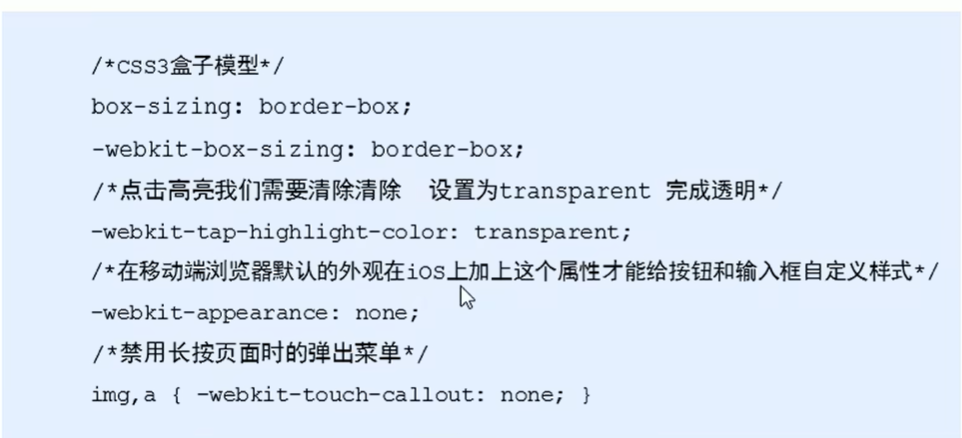 /*CSS3盒子模型*/
box-sizing: border-box;
-webkit-box-sizing: border-box;
/*点击高亮我们需要清除清除  设置为transparent 完成透明*/
-webkit-tap-highlight-color: transparent;
/*在移动端浏览器默认的外观在ios上加上这个属性才能给按钮和输入框自定义样式*/
-webkit-appearance: none;
/*禁用长按页面时的弹出菜单*/
img,a { -webkit-touch-callout: none; }